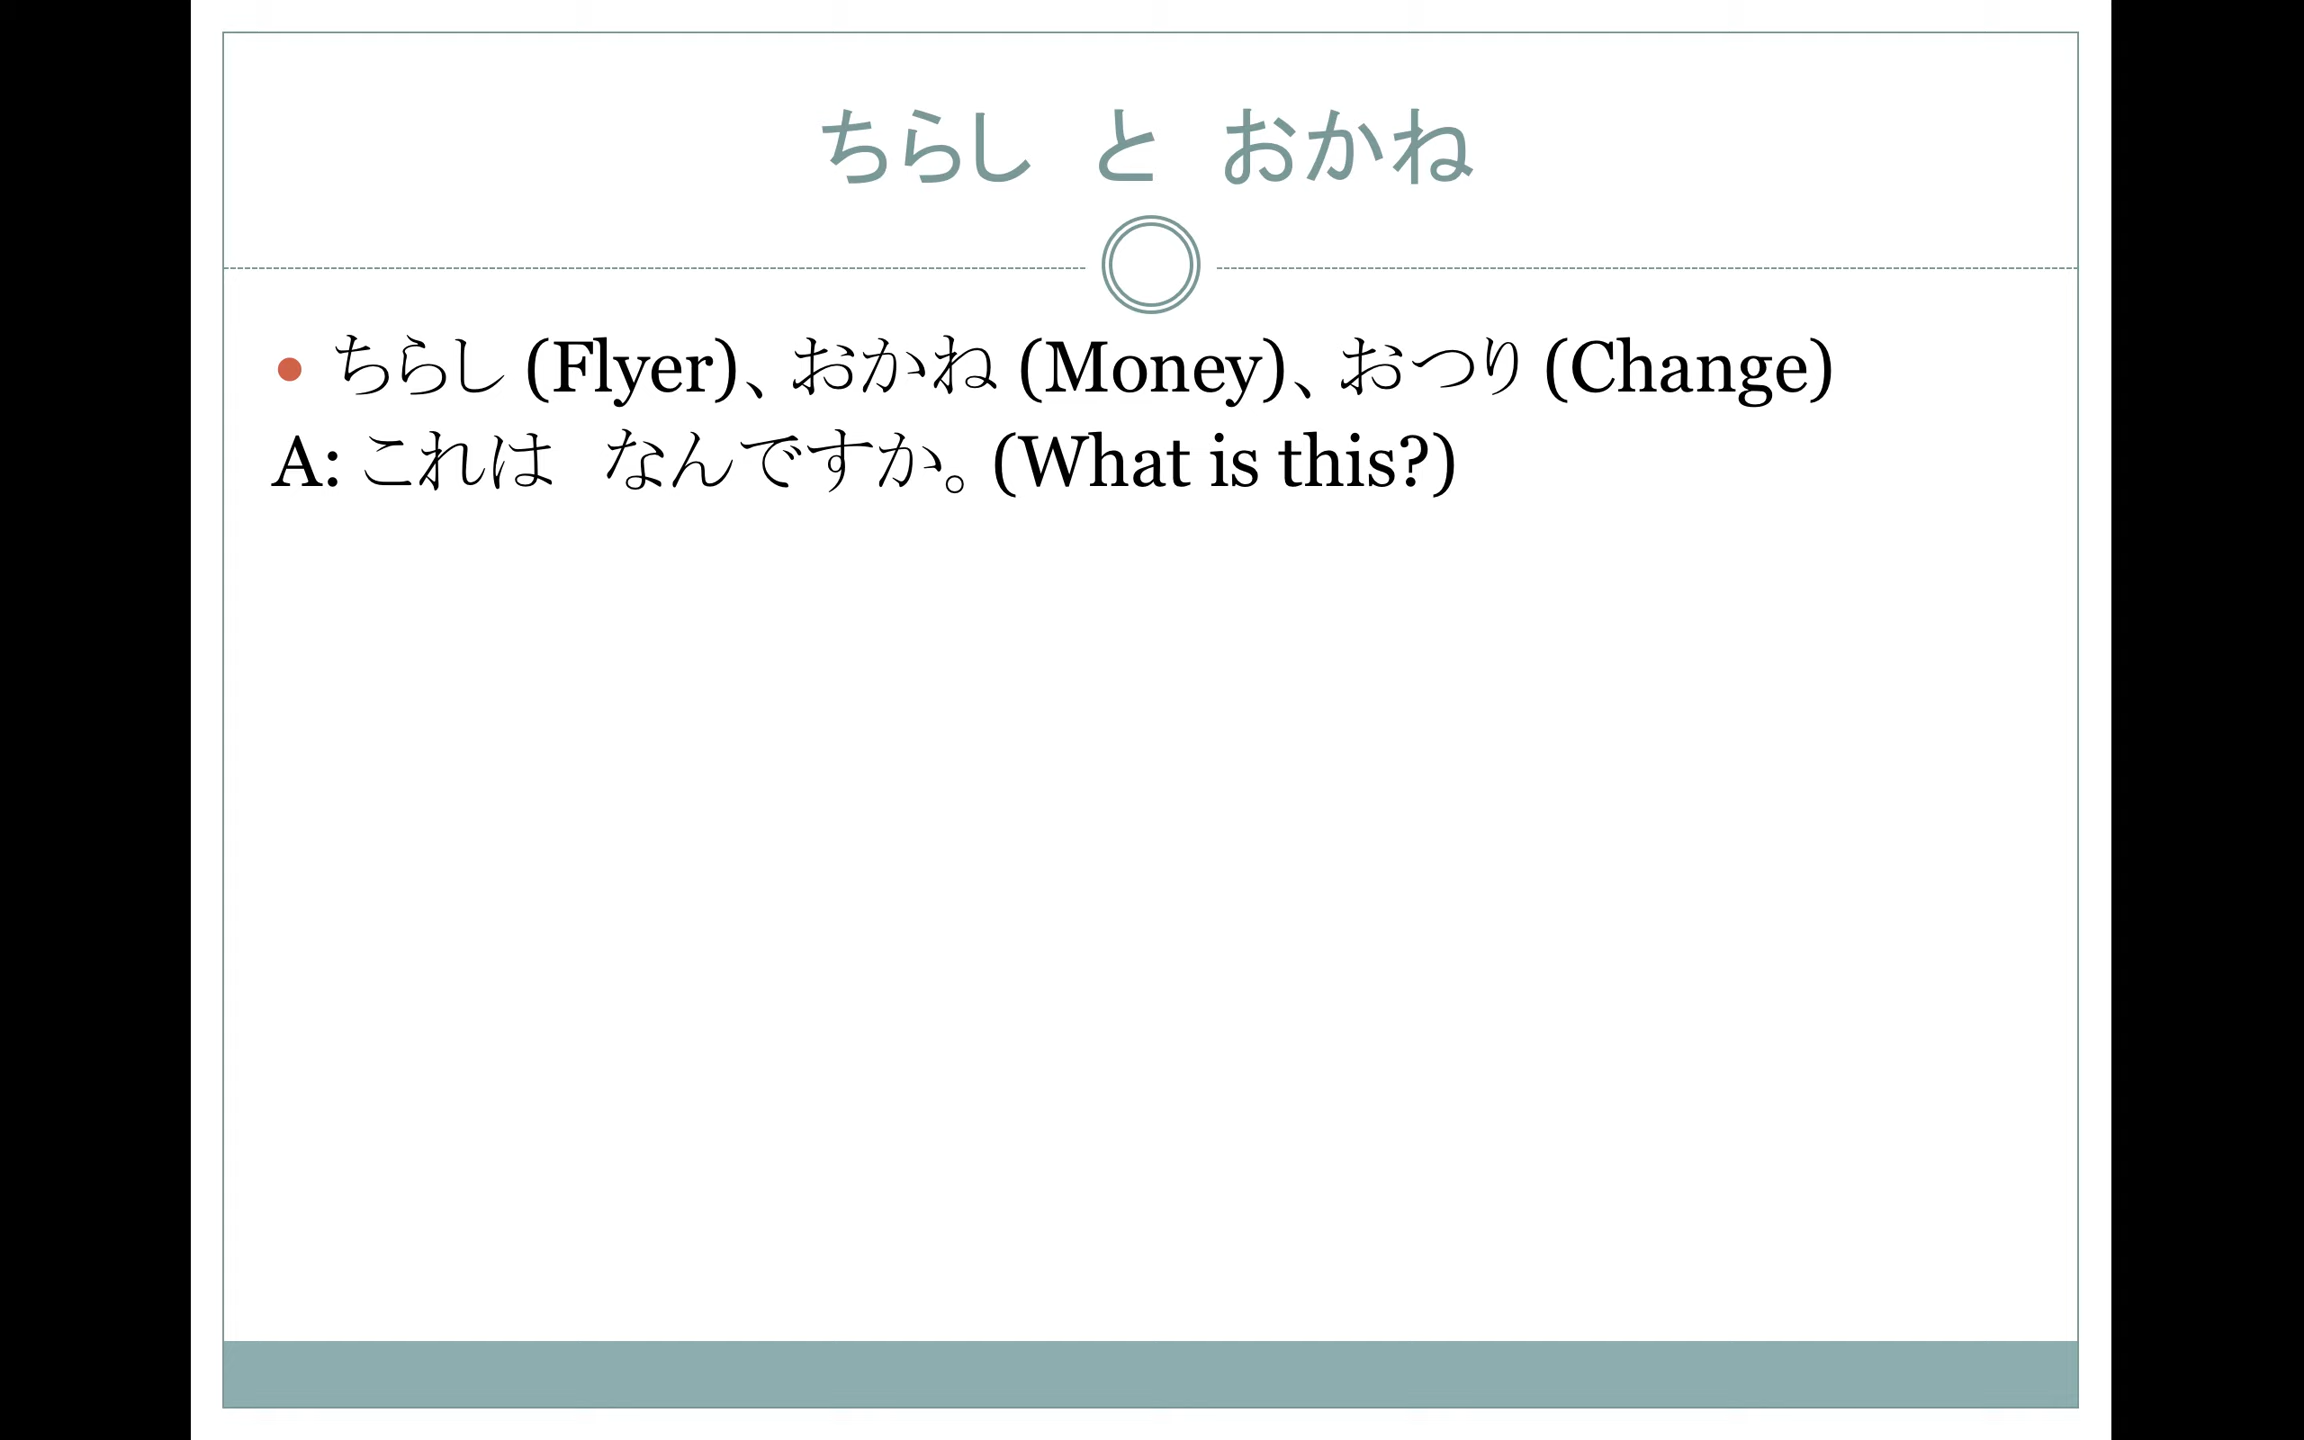 ちらし　と　おかね
• ちらし (Flyer)、おかね (Money)、おつり (Change)
A: これは　なんですか。(What is this?)